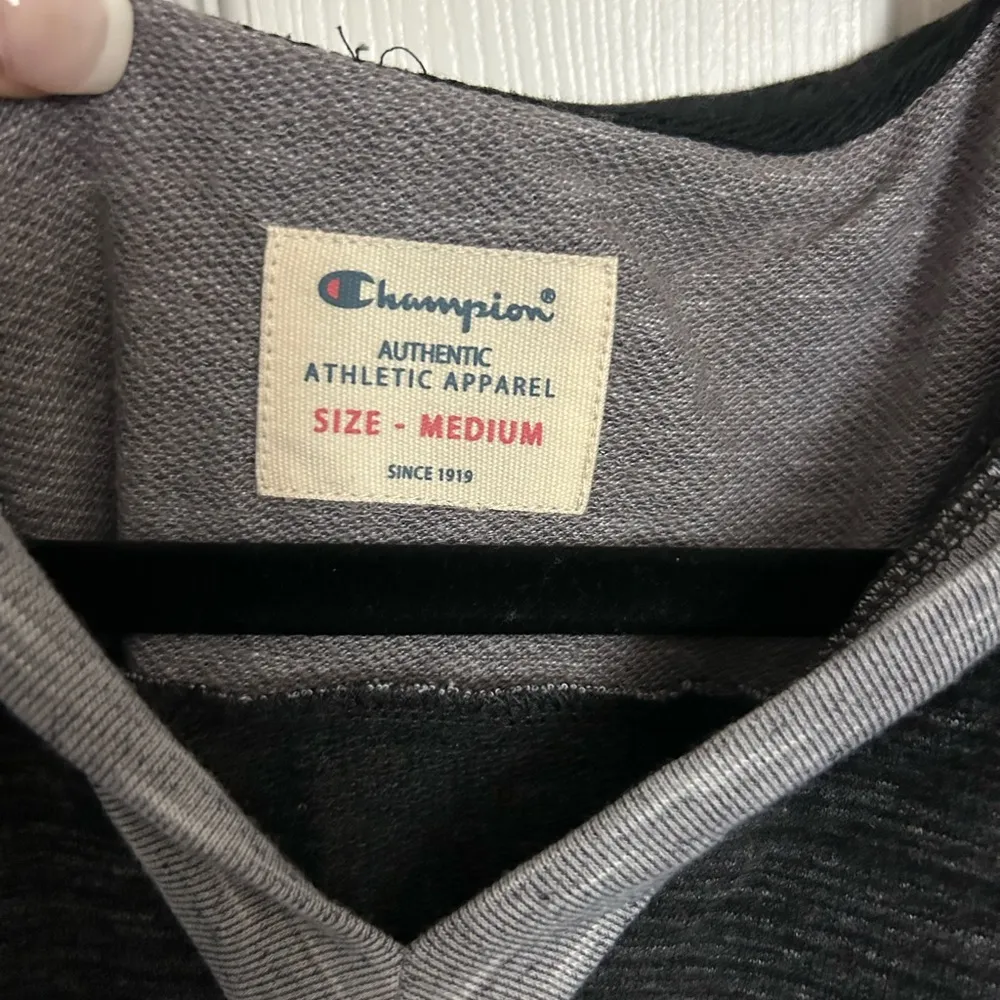 Champion®
AUTHENTIC
ATHLETIC APPAREL
SIZE - MEDIUM
SINCE 1919